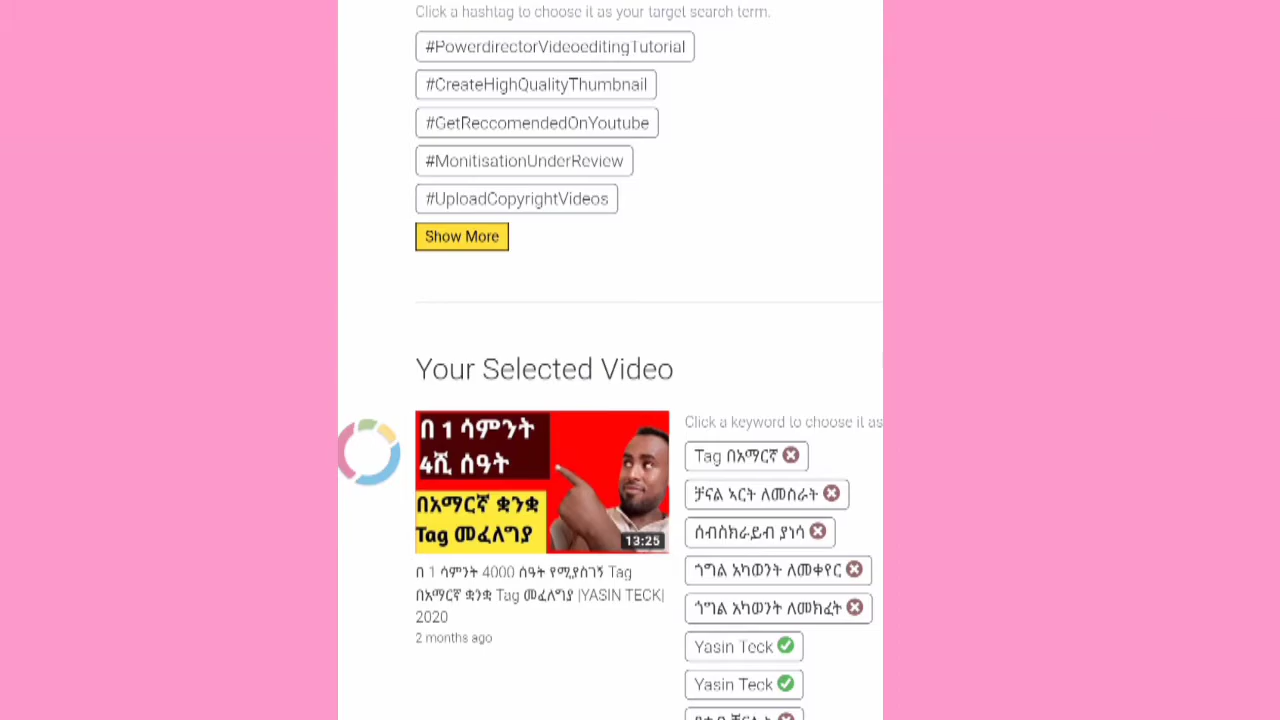 Click a hashtag to choose it as your target search term.
#PowerdirectorVideoeditingTutorial
#CreateHighQualityThumbnail
#GetReccomendedOnYoutube
#MonitisationUnderReview
#UploadCopyrightVideos
Show More
Your Selected Video
በ 1 ሳምንት
4ሺ ሰዓት
በአማርኛ ቋንቋ
Tag መፈለግያ
13:25
በ 1 ሳምንት 4000 ሰዓት የሚያስገኝ Tag
በአማርኛ ቋንቋ Tag መፈለግያ |YASIN TECK|
2020
2 months ago
Click a keyword to choose it as
Tag በአማርኛ
ቻናል ኣርት ለመስራት
ሰብስክራይብ ያነሳ
ጎግል አካወንት ለመቀየር
ጎግል አካወንት ለመክፈት
Yasin Teck
Yasin Teck